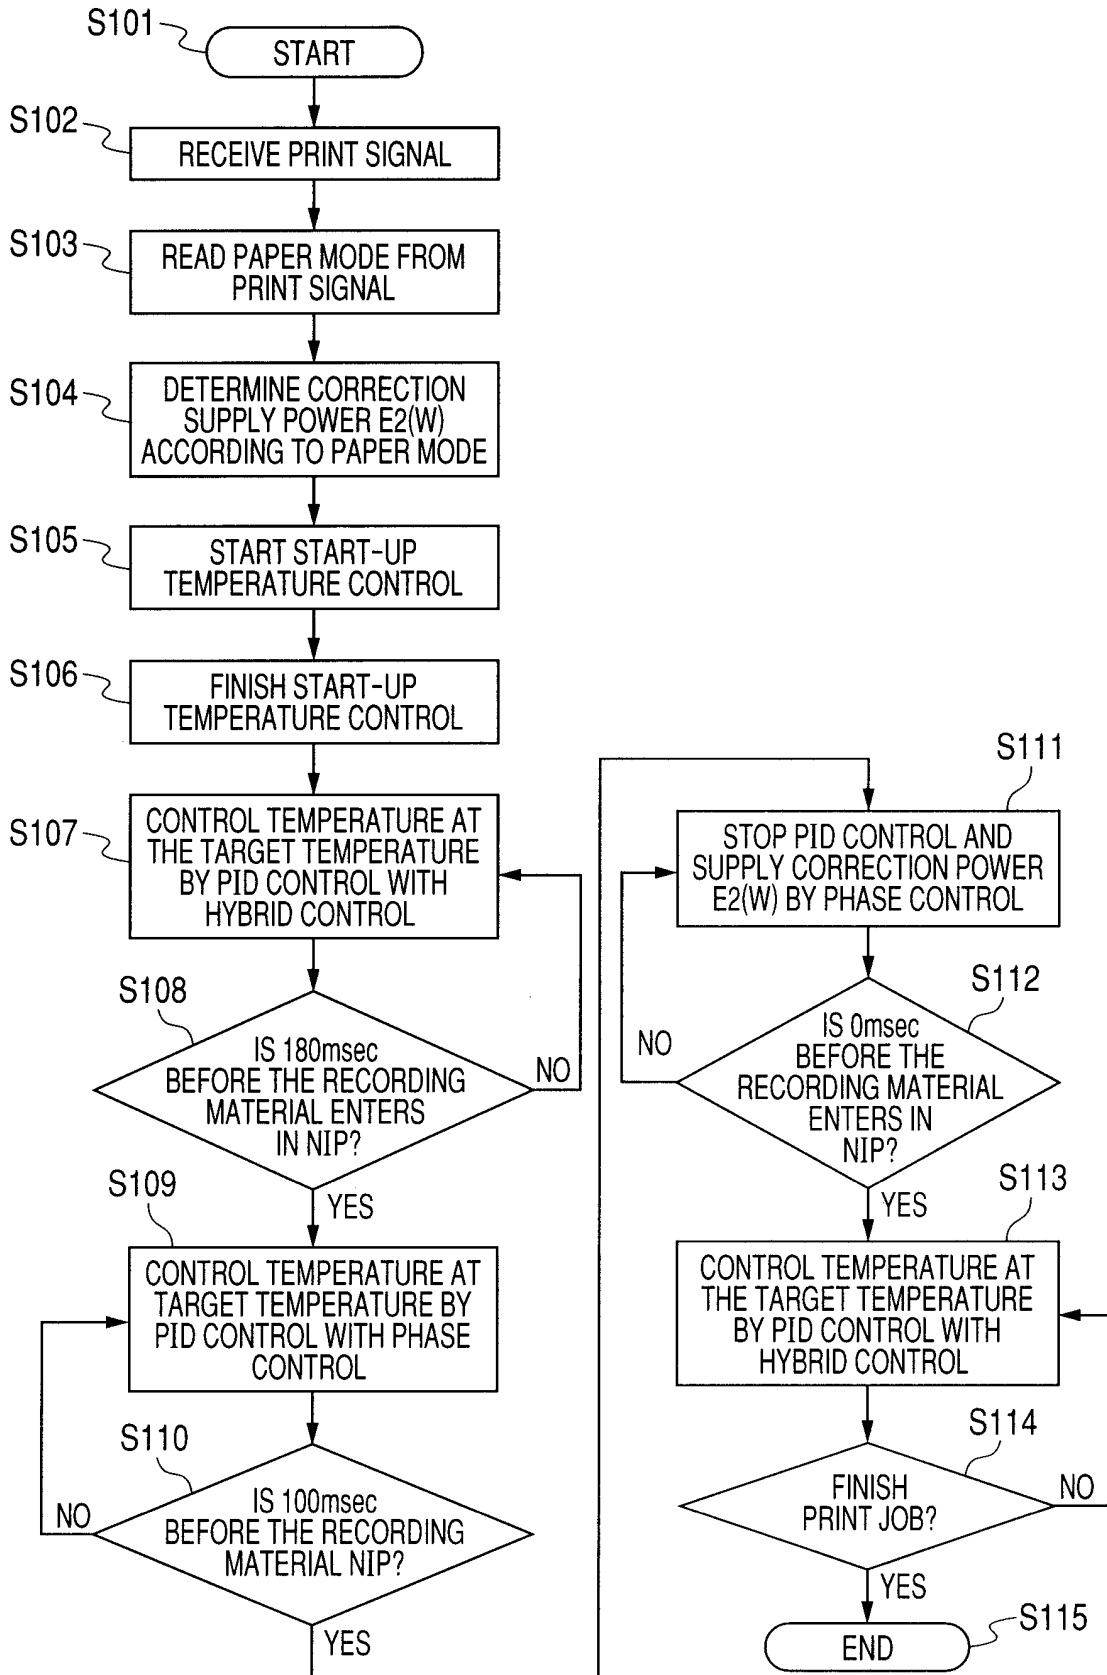 S101
START
S102
RECEIVE PRINT SIGNAL
S103
READ PAPER MODE FROM
PRINT SIGNAL
S104
DETERMINE CORRECTION
SUPPLY POWER E2(W)
ACCORDING TO PAPER MODE
S105
START START-UP
TEMPERATURE CONTROL
S106
FINISH START-UP
TEMPERATURE CONTROL
S107
CONTROL TEMPERATURE AT
THE TARGET TEMPERATURE
BY PID CONTROL WITH
HYBRID CONTROL
S108
IS 180msec
BEFORE THE RECORDING
MATERIAL ENTERS
IN NIP?
NO
YES
S109
CONTROL TEMPERATURE AT
TARGET TEMPERATURE BY
PID CONTROL WITH PHASE
CONTROL
S110
IS 100msec
BEFORE THE RECORDING
MATERIAL NIP?
NO
YES
S111
STOP PID CONTROL AND
SUPPLY CORRECTION POWER
E2(W) BY PHASE CONTROL
S112
IS 0msec
BEFORE THE
RECORDING MATERIAL
ENTERS IN
NIP?
NO
YES
S113
CONTROL TEMPERATURE AT
THE TARGET TEMPERATURE
BY PID CONTROL WITH
HYBRID CONTROL
S114
FINISH
PRINT JOB?
NO
YES
END
S115